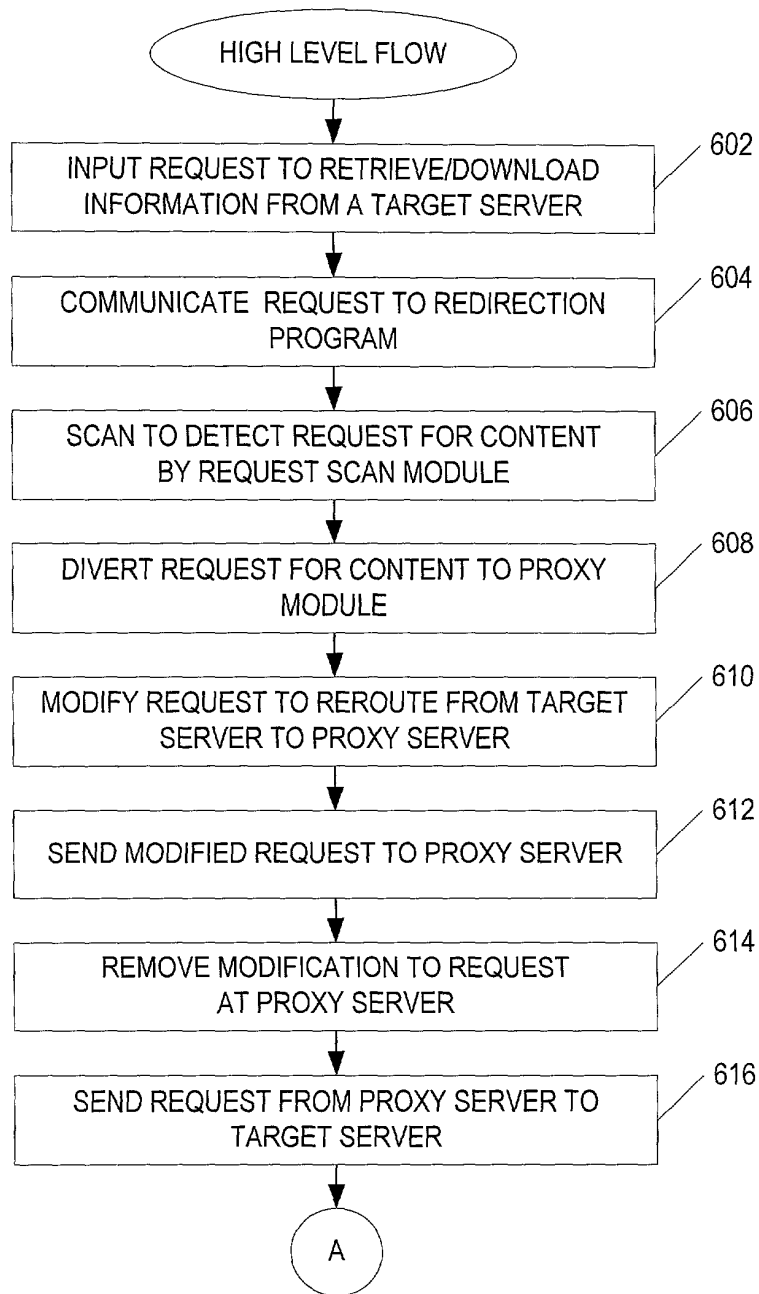 HIGH LEVEL FLOW
602
INPUT REQUEST TO RETRIEVE/DOWNLOAD
INFORMATION FROM A TARGET SERVER
604
COMMUNICATE REQUEST TO REDIRECTION
PROGRAM
606
SCAN TO DETECT REQUEST FOR CONTENT
BY REQUEST SCAN MODULE
608
DIVERT REQUEST FOR CONTENT TO PROXY
MODULE
610
MODIFY REQUEST TO REROUTE FROM TARGET
SERVER TO PROXY SERVER
612
SEND MODIFIED REQUEST TO PROXY SERVER
614
REMOVE MODIFICATION TO REQUEST
AT PROXY SERVER
616
SEND REQUEST FROM PROXY SERVER TO
TARGET SERVER
A